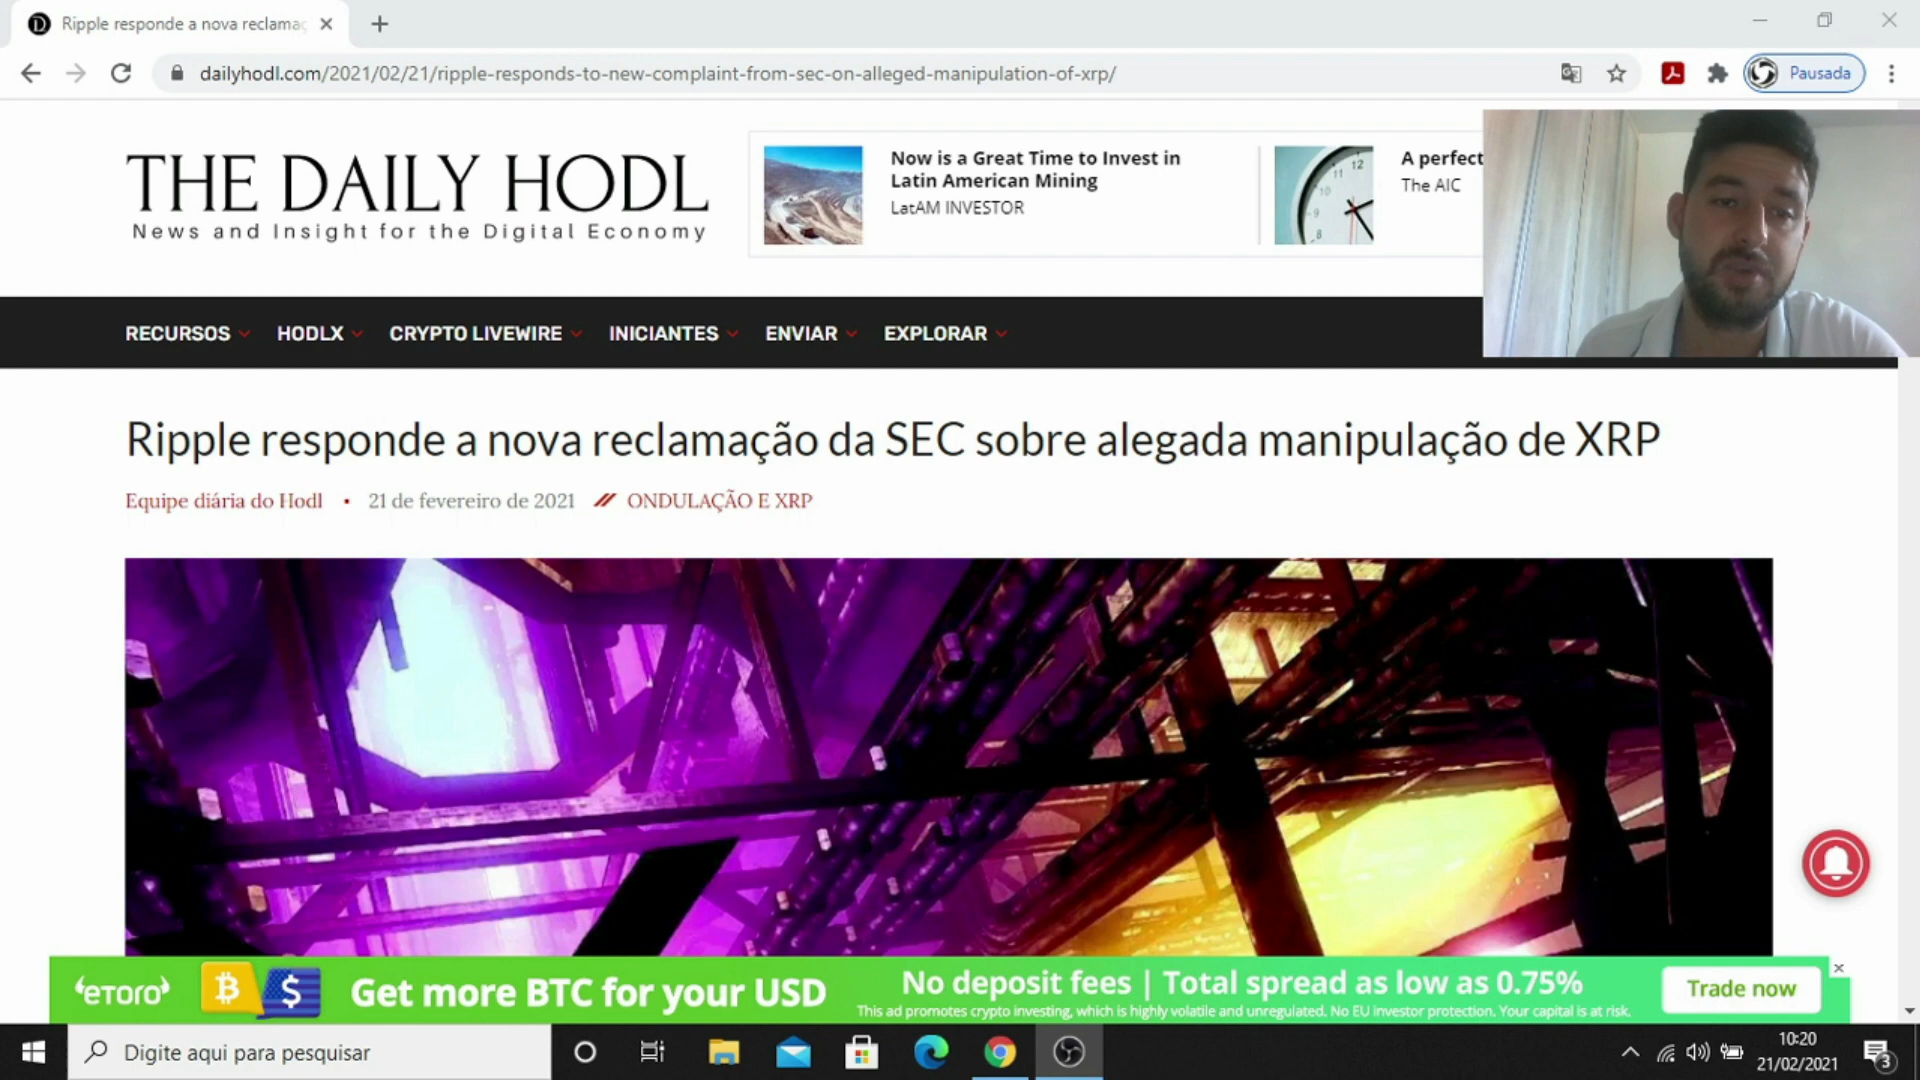 Ripple responde a nova reclamaç
dailyhodl.com/2021/02/21/ripple-responds-to-new-complaint-from-sec-on-alleged-manipulation-of-xrp/
Pausada
THE DAILY HODL
News and Insight for the Digital Economy
Now is a Great Time to Invest in
Latin American Mining
LatAM INVESTOR
12
11
10
9
8
A perfect
The AIC
RECURSOS
HODLX
CRYPTO LIVEWIRE
INICIANTES
ENVIAR
EXPLORAR
Ripple responde a nova reclamação da SEC sobre alegada manipulação de XRP
Equipe diária do Hodl • 21 de fevereiro de 2021 // ONDULAÇÃO E XRP
eTORO
Get more BTC for your USD
No deposit fees | Total spread as low as 0.75%
This ad promotes crypto investing, which is highly volatile and unregulated. No EU investor protection. Your capital is at risk.
Trade now
Digite aqui para pesquisar
10:20
21/02/2021
3